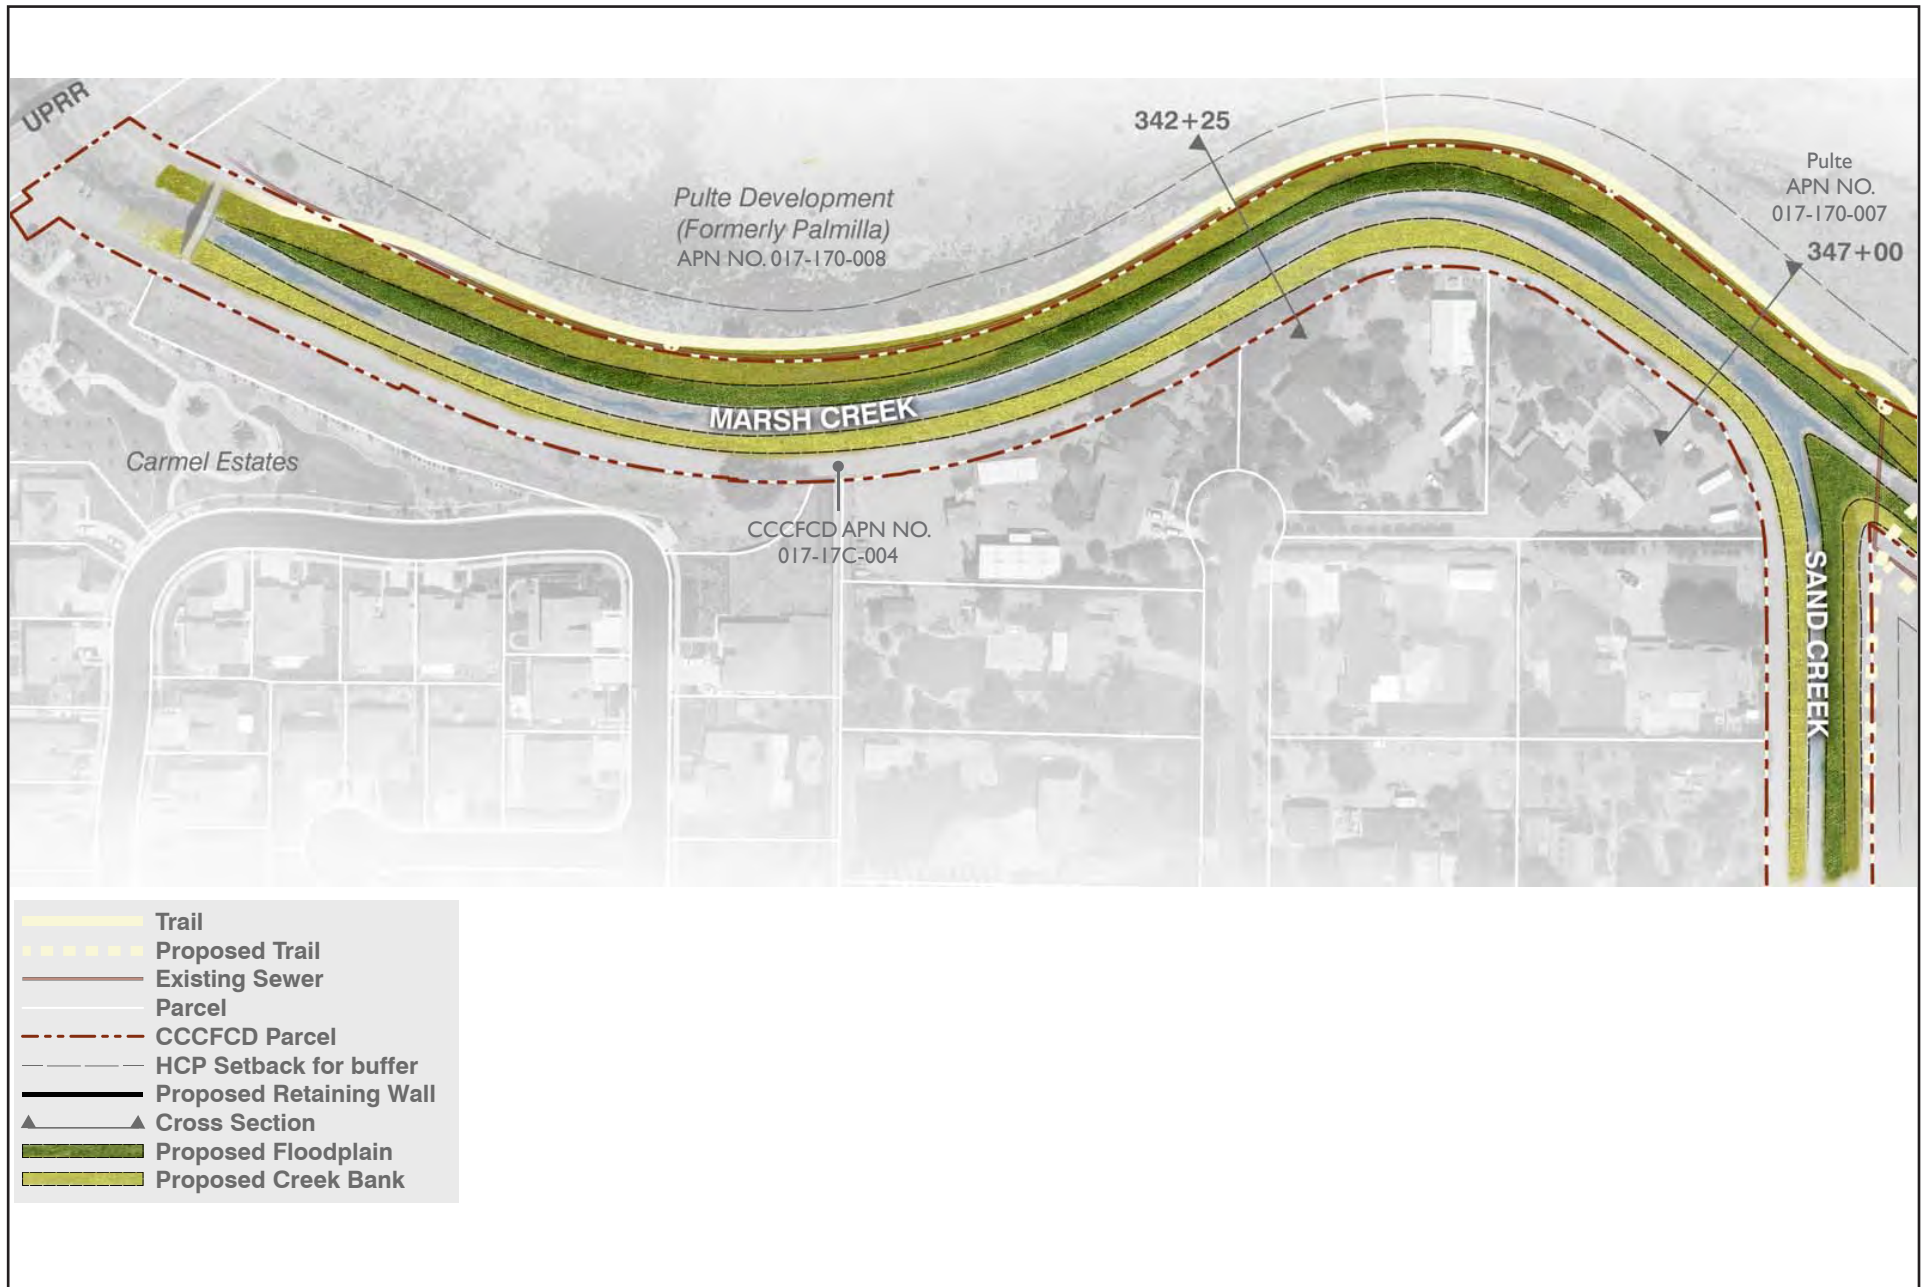 UPRR
342+25
Pulte
APN NO.
017-170-007
347+00
Pulte Development
(Formerly Palmilla)
APN NO. 017-170-008
MARSH CREEK
Carmel Estates
CCCFCD APN NO.
017-17C-004
SAND CREEK
Trail
Proposed Trail
Existing Sewer
Parcel
CCCFCD Parcel
HCP Setback for buffer
Proposed Retaining Wall
Cross Section
Proposed Floodplain
Proposed Creek Bank